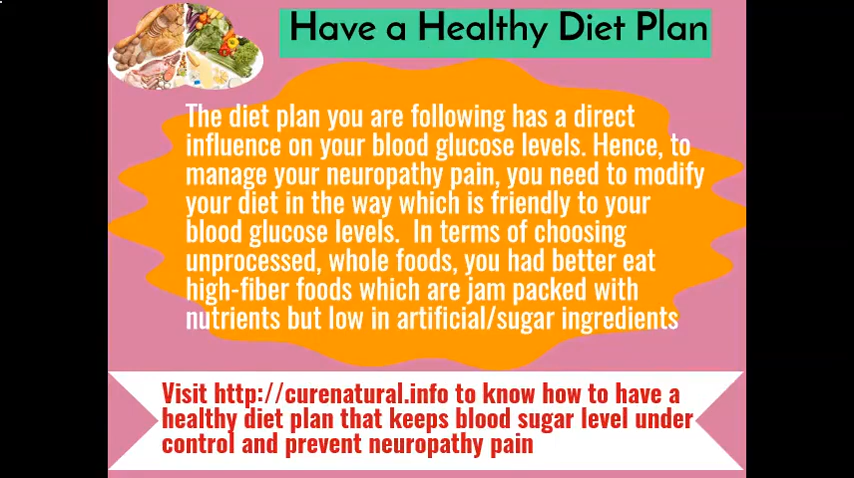 Have a Healthy Diet Plan
The diet plan you are following has a direct
influence on your blood glucose levels. Hence, to
manage your neuropathy pain, you need to modify
your diet in the way which is friendly to your
blood glucose levels. In terms of choosing
unprocessed, whole foods, you had better eat
high-fiber foods which are jam packed with
nutrients but low in artificial/sugar ingredients
Visit http://curenatural.info to know how to have a
healthy diet plan that keeps blood sugar level under
control and prevent neuropathy pain